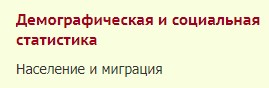 Демографическая и социальная
статистика
Население и миграция